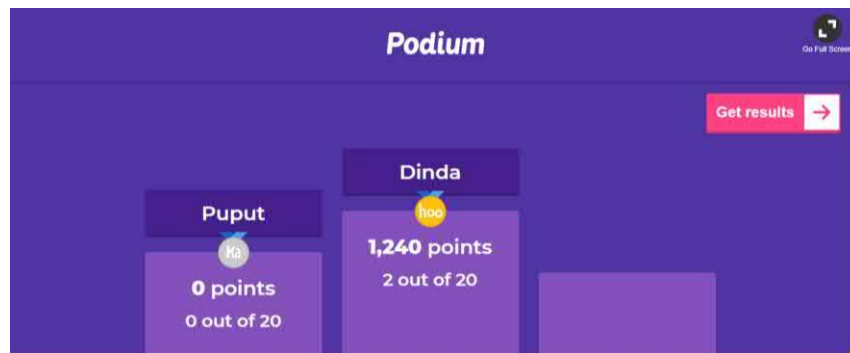 Podium
Go Full Screen
Get results
Dinda
Puput
hoo
Ka
1,240 points
2 out of 20
0 points
0 out of 20